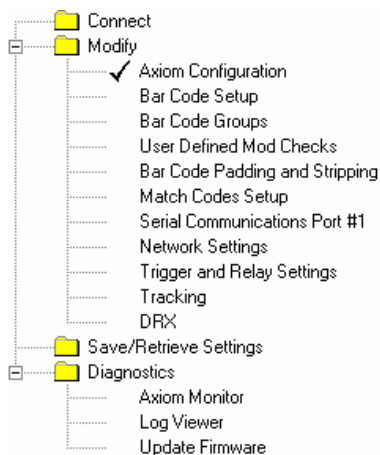 Connect
Modify
Axiom Configuration
Bar Code Setup
Bar Code Groups
User Defined Mod Checks
Bar Code Padding and Stripping
Match Codes Setup
Serial Communications Port #1
Network Settings
Trigger and Relay Settings
Tracking
DRX
Save/Retrieve Settings
Diagnostics
Axiom Monitor
Log Viewer
Update Firmware